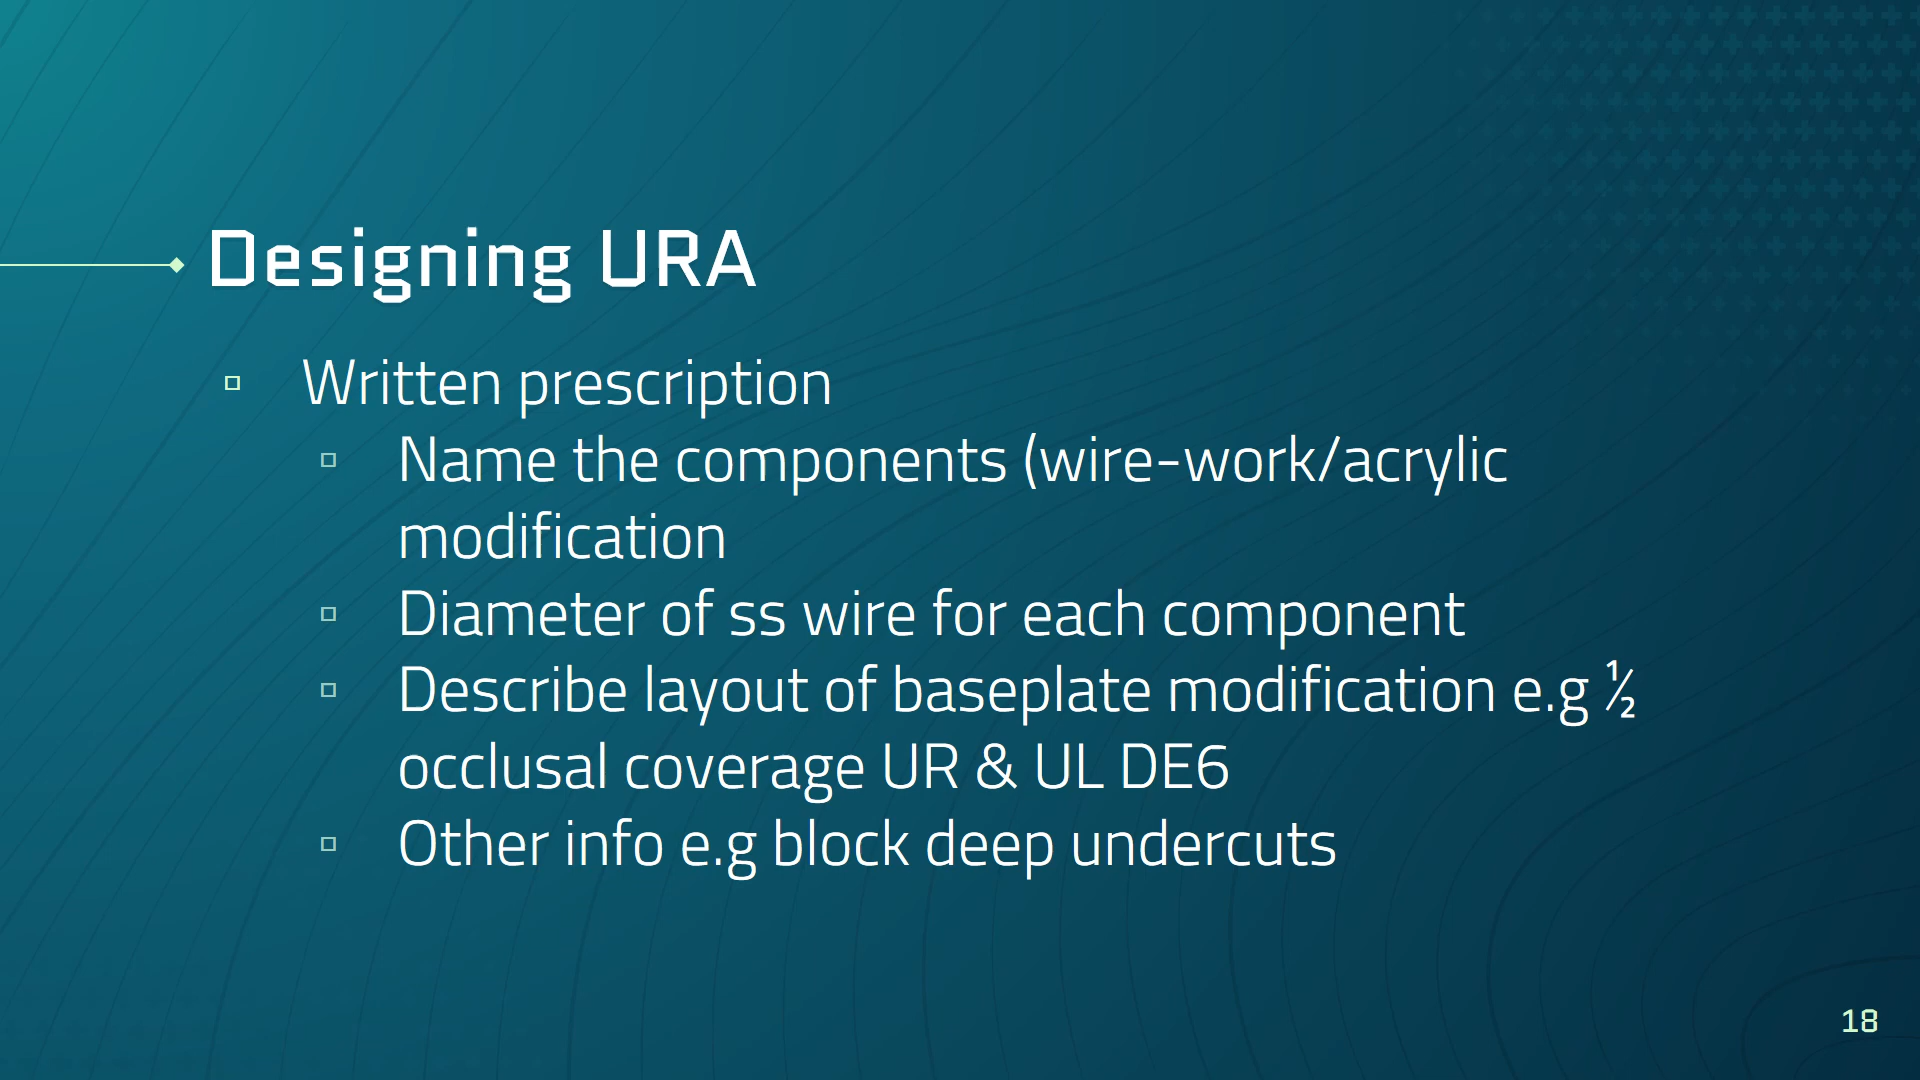 Designing URA
Written prescription
Name the components (wire-work/acrylic
modification
Diameter of ss wire for each component
Describe layout of baseplate modification e.g ½
occlusal coverage UR & UL DE6
Other info e.g block deep undercuts
18